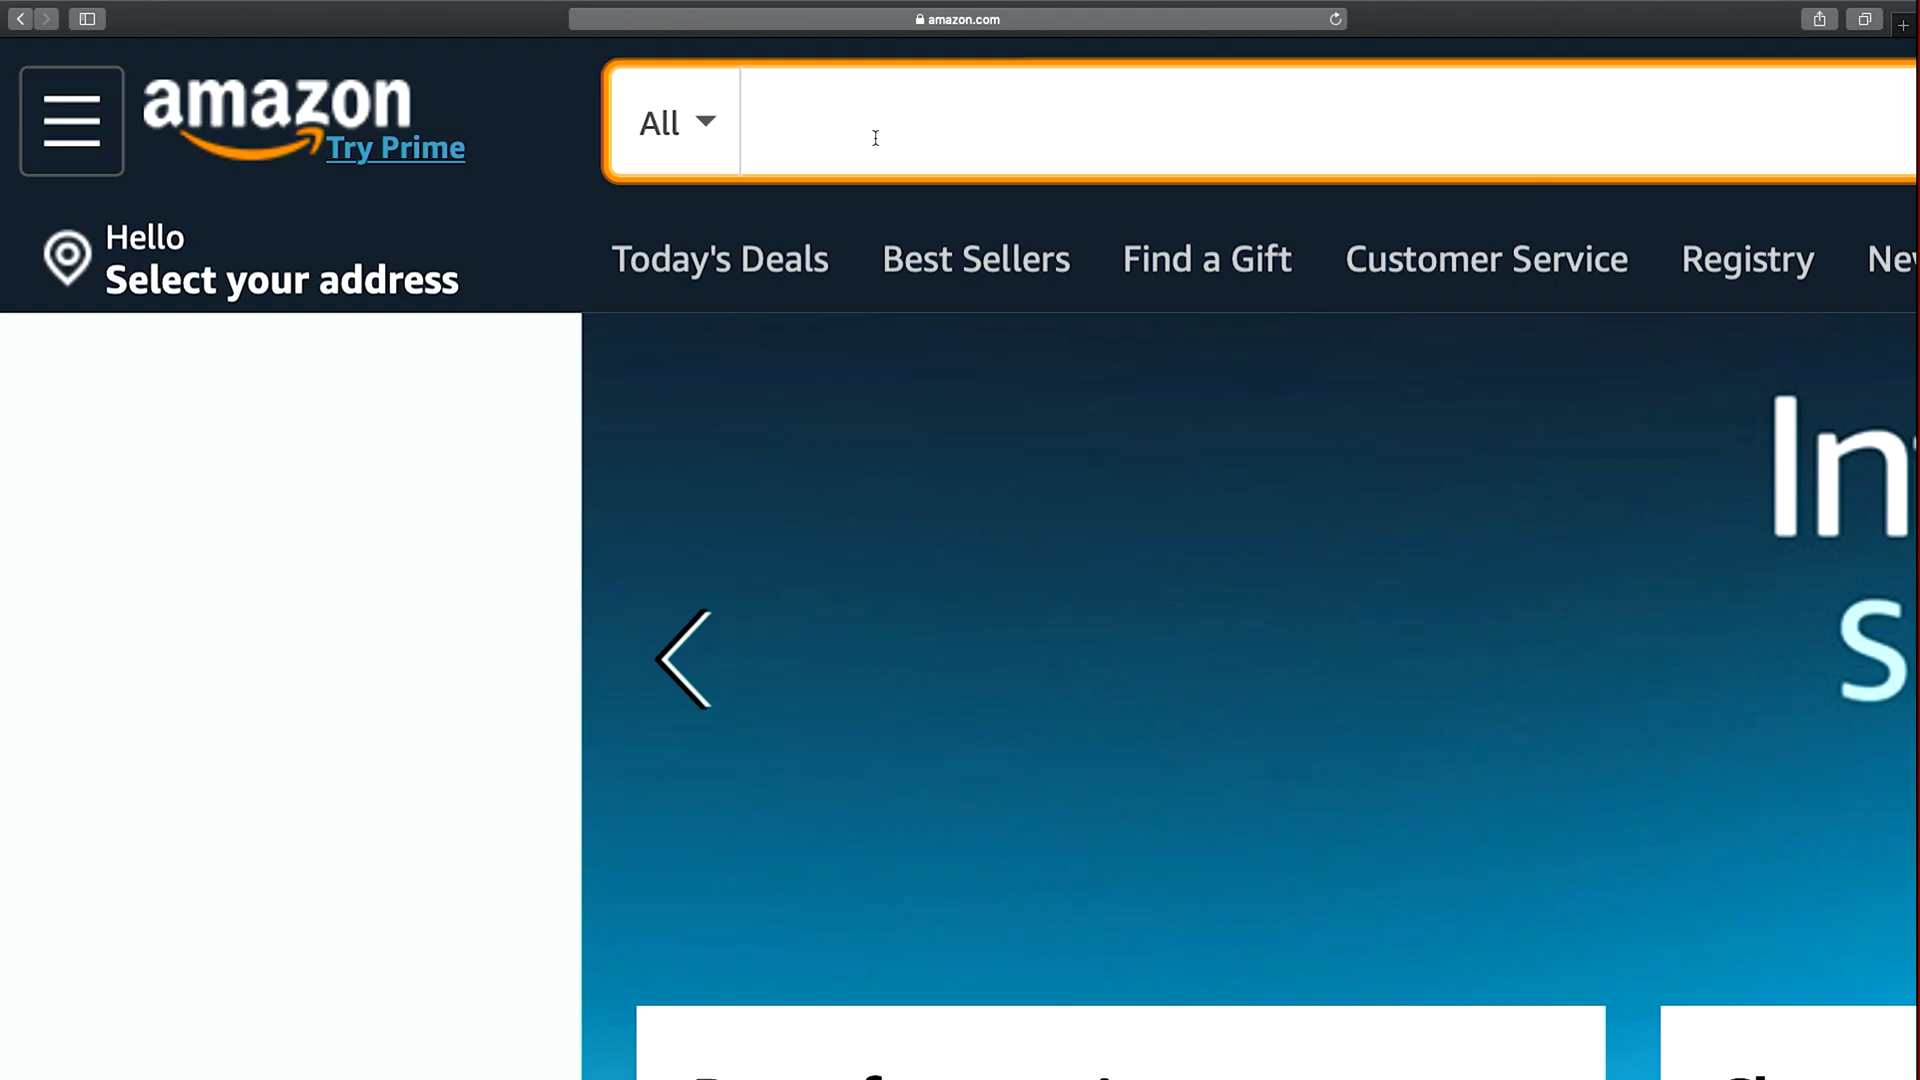 amazon.com
amazon
Try Prime
All
Hello
Select your address
Today's Deals
Best Sellers
Find a Gift
Customer Service
Registry